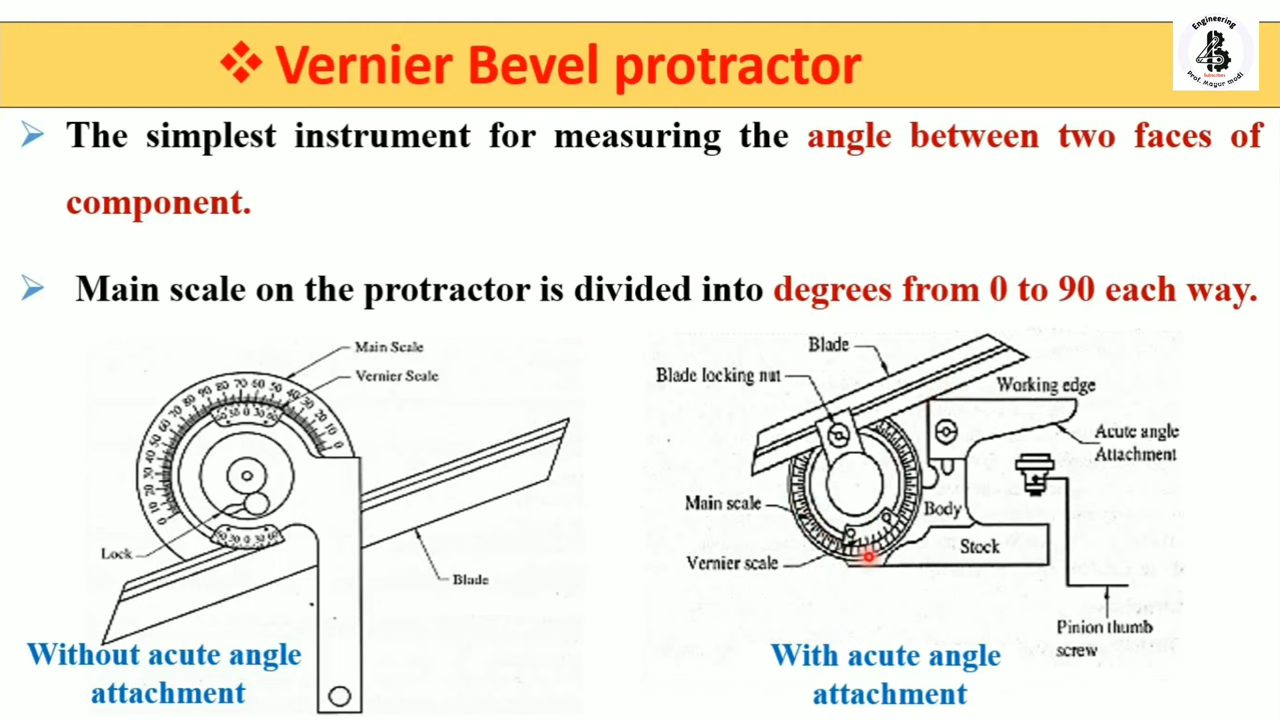 Engineering
Subscribers
Prof. Mayur modi
❖ Vernier Bevel protractor
➢ The simplest instrument for measuring the angle between two faces of
component.
➢ Main scale on the protractor is divided into degrees from 0 to 90 each way.
Main Scale
Vernier Scale
Lock
Blade
Without acute angle
attachment
Blade
Blade locking nut
Working edge
Acute angle
Attachment
Main scale
Body
Vernier scale
Stock
Pinion thumb
screw
With acute angle
attachment